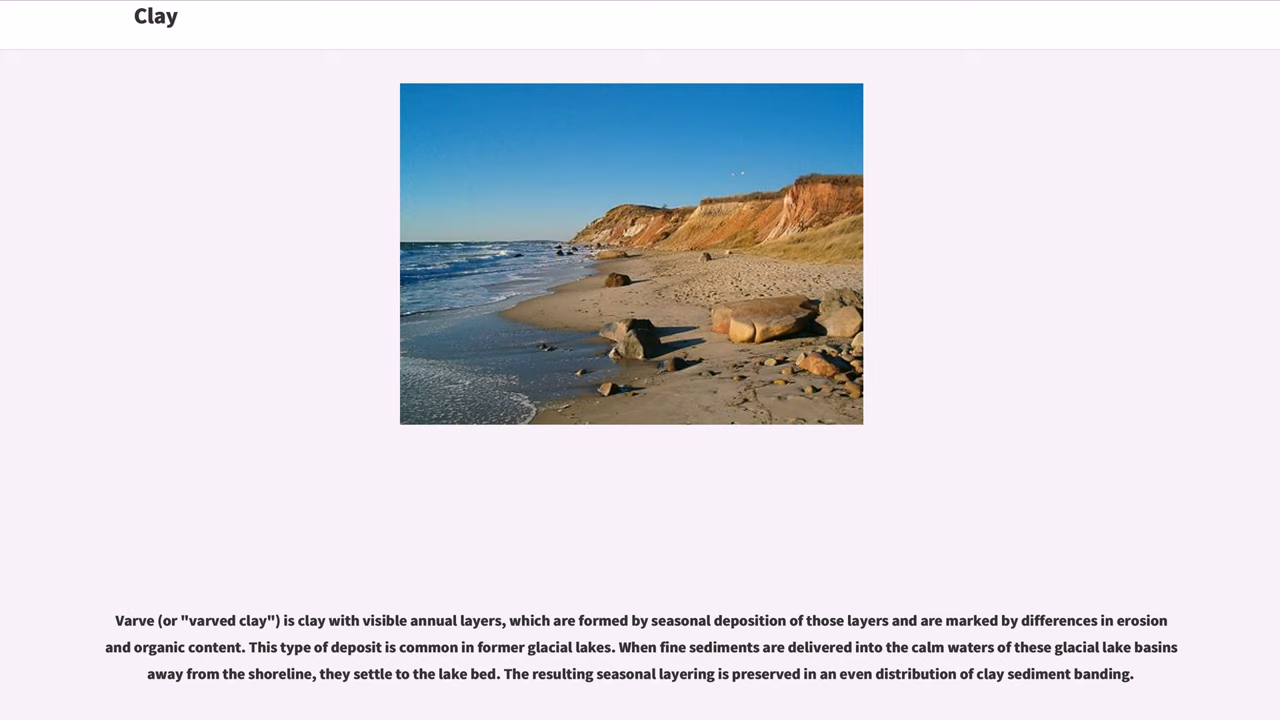 Clay
Varve (or "varved clay") is clay with visible annual layers, which are formed by seasonal deposition of those layers and are marked by differences in erosion
and organic content. This type of deposit is common in former glacial lakes. When fine sediments are delivered into the calm waters of these glacial lake basins
away from the shoreline, they settle to the lake bed. The resulting seasonal layering is preserved in an even distribution of clay sediment banding.